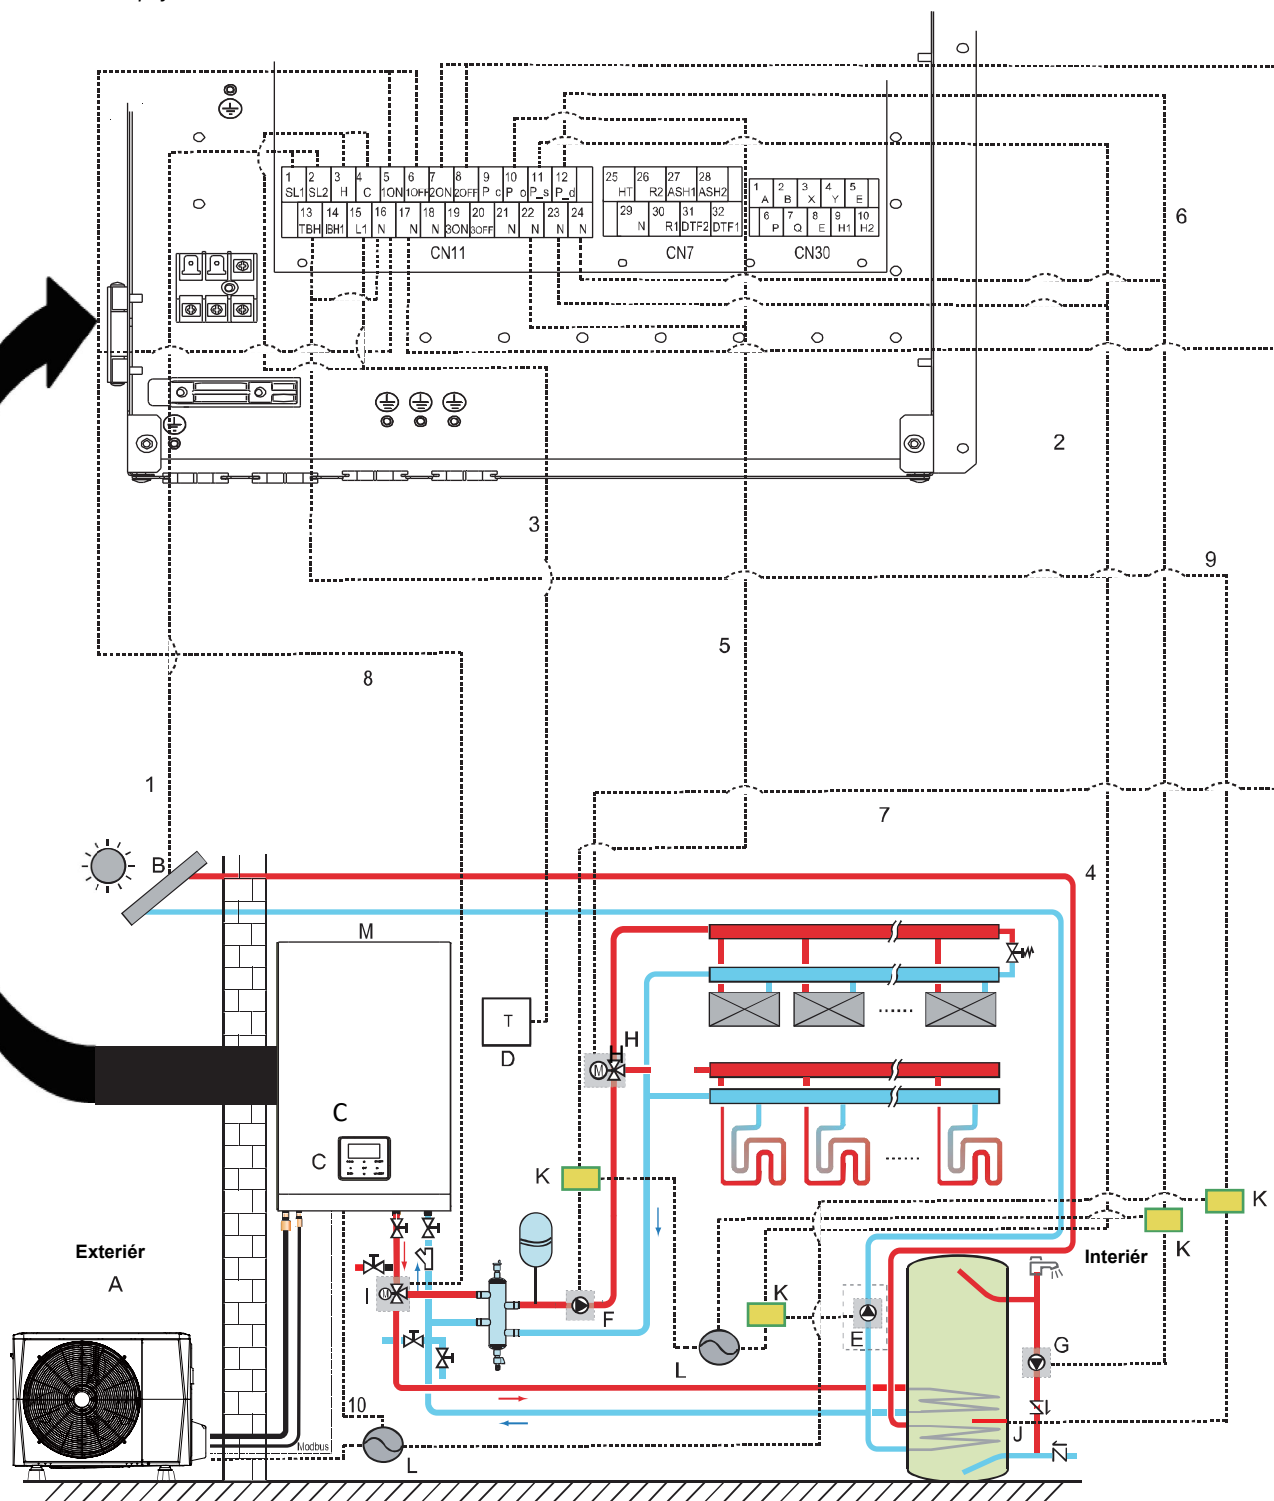 1 2 3 4 5 6 7 8 9 10 11 12
SL1 SL2 H C 1ON 1OFF 2ON 2OFF P_c P_o P_s P_d
13 14 15 16 17 18 19 20 21 22 23 24
TBH IBH1 L1 N N N 3ON 3OFF N N N N
CN11
25 26 27 28
HT R2 ASH1 ASH2
29 30 31 32
N R1 DTF2 DTF1
CN7
1 2 3 4 5
A B X Y E
6 7 8 9 10
P Q E H1 H2
CN30
6
2
3
9
5
8
1
7
4
B
M
T
D
H
H
M
C
C
K
K
K
K
Exteriér
A
Interiér
I
M
F
E
G
L
J
10
Modbus
L